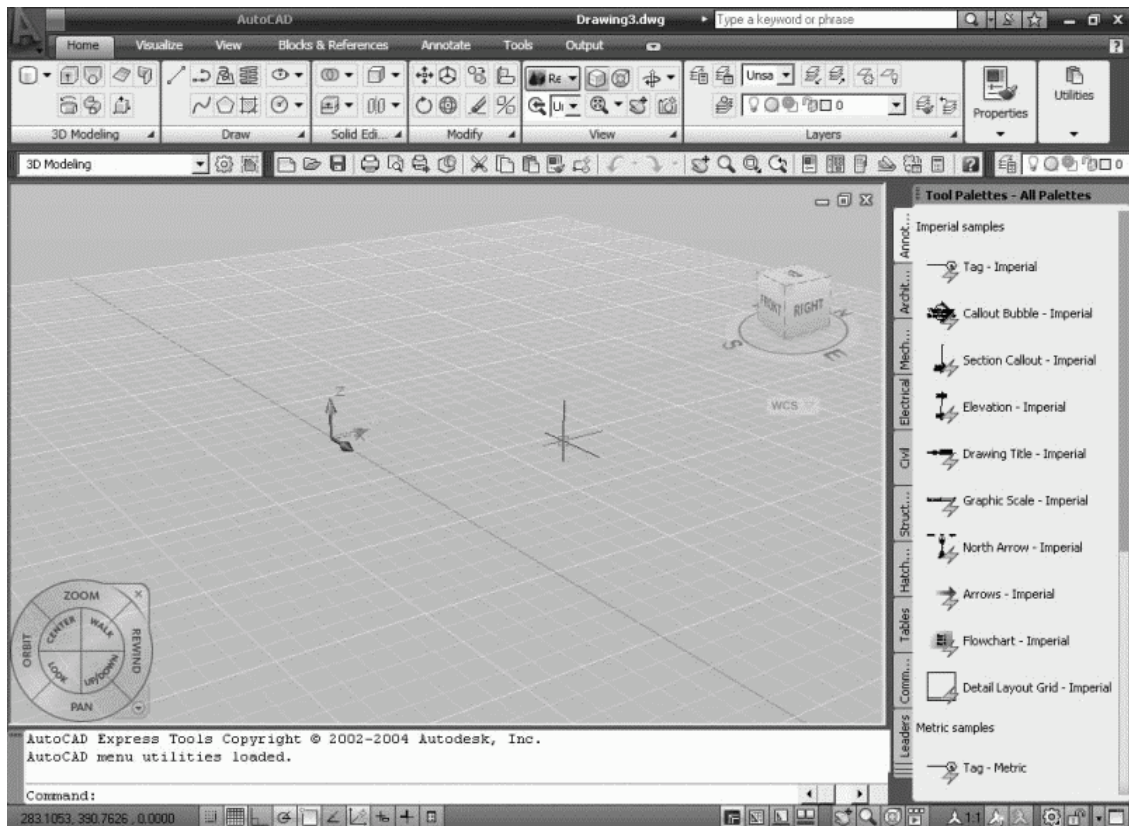 AutoCAD Drawing3.dwg Type a keyword or phrase
Home Visualize View Blocks & References Annotate Tools Output
Re Unsa
Ui 0 Properties Utilities
3D Modeling Draw Solid Edi... Modify View Layers
3D Modeling 0
Tool Palettes - All Palettes
Annot...
Archit...
Mech...
Electrical
Civil
Struct...
Hatch...
Tables
Comm...
Leaders
Imperial samples
Tag - Imperial
Callout Bubble - Imperial
Section Callout - Imperial
Elevation - Imperial
Drawing Title - Imperial
Graphic Scale - Imperial
North Arrow - Imperial
Arrows - Imperial
Flowchart - Imperial
Detail Layout Grid - Imperial
Metric samples
Tag - Metric
FRONT RIGHT
N
S E
WCS
Z
ZOOM
CENTER WALK
ORBIT REWIND
LOOK UP/DOWN
PAN
AutoCAD Express Tools Copyright © 2002-2004 Autodesk, Inc.
AutoCAD menu utilities loaded.
Command:
283.1053, 390.7626, 0.0000 1:1